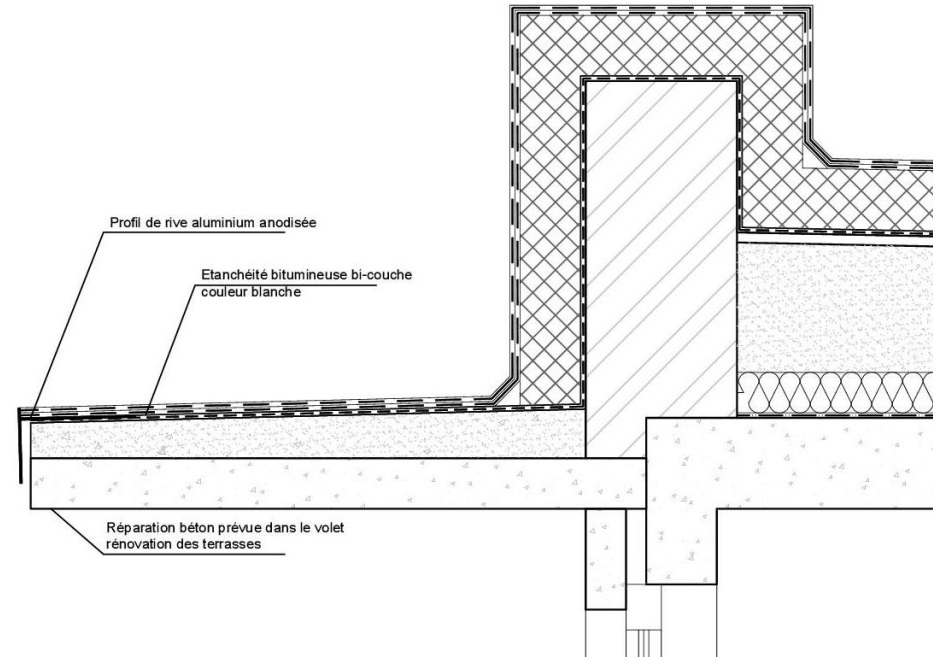 Profil de rive aluminium anodisée
Etanchéité bitumineuse bi-couche
couleur blanche
Réparation béton prévue dans le volet
rénovation des terrasses